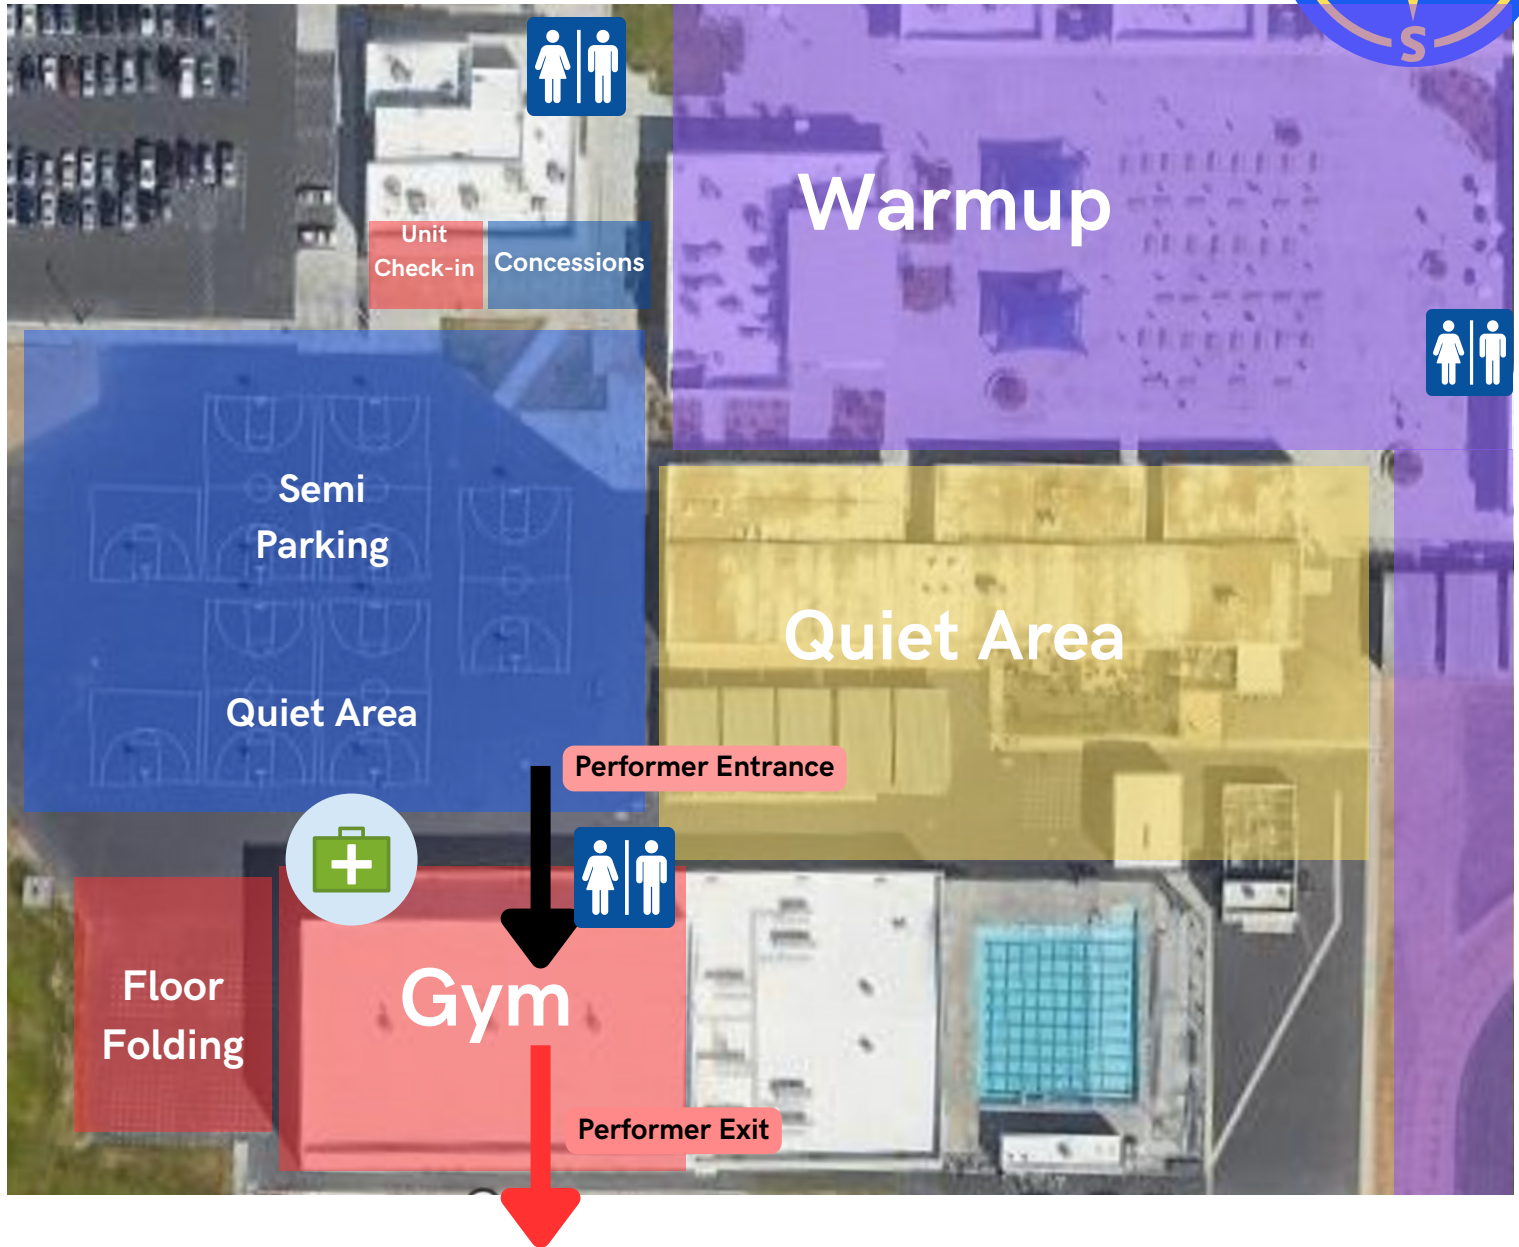 S
Warmup
Unit
Check-in
Concessions
Semi
Parking
Quiet Area
Quiet Area
Performer Entrance
Floor
Folding
Gym
Performer Exit